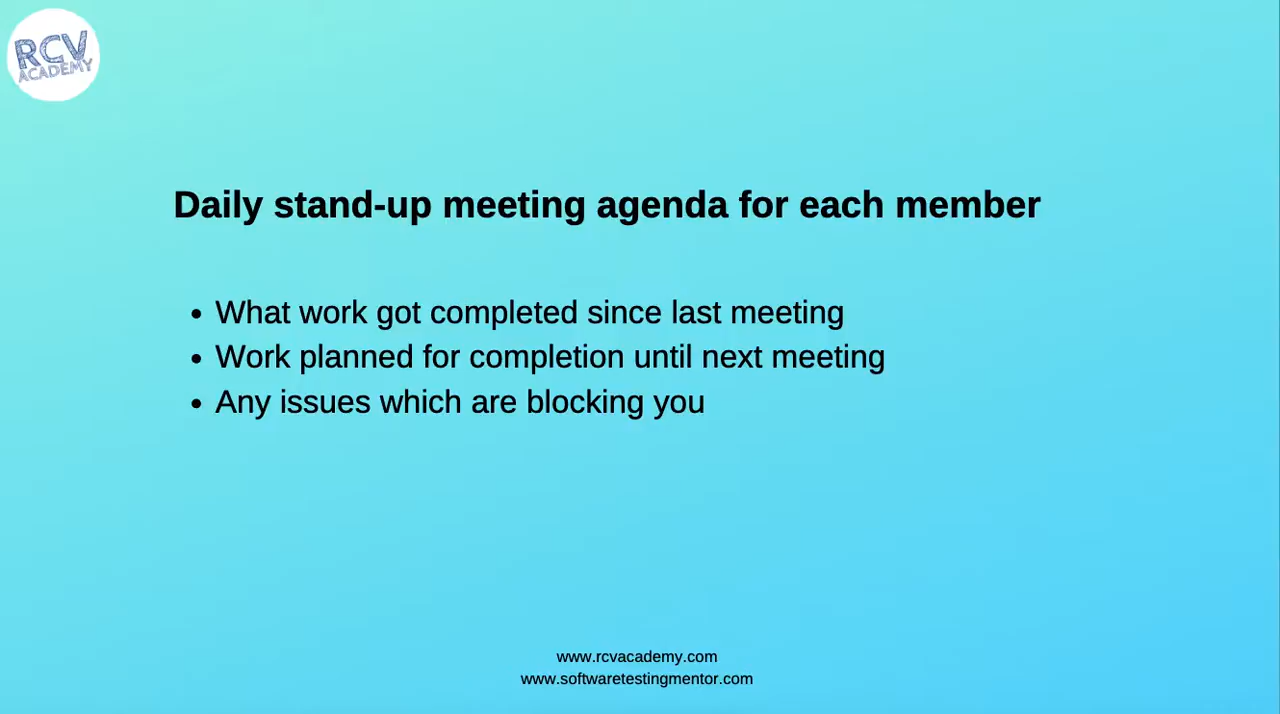 RCV
ACADEMY
Daily stand-up meeting agenda for each member
• What work got completed since last meeting
• Work planned for completion until next meeting
• Any issues which are blocking you
www.rcvacademy.com
www.softwaretestingmentor.com